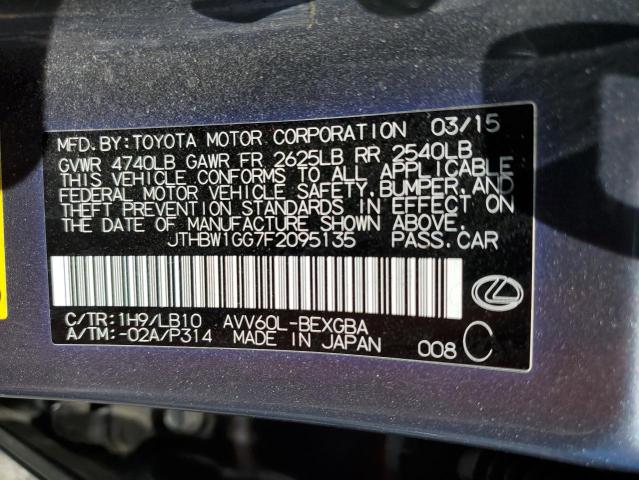 MFD.BY:TOYOTA MOTOR CORPORATION 03/15
GVWR 4740LB GAWR FR 2625LB RR 2540LB
THIS VEHICLE CONFORMS TO ALL APPLICABLE
FEDERAL MOTOR VEHICLE SAFETY, BUMPER, AND
THEFT PREVENTION STANDARDS IN EFFECT ON
THE DATE OF MANUFACTURE SHOWN ABOVE.
JTHBW1GG7F2095135 PASS.CAR
C/TR:1H9/LB10 AVV60L-BEXGBA
A/TM:-02A/P314 MADE IN JAPAN 008 C